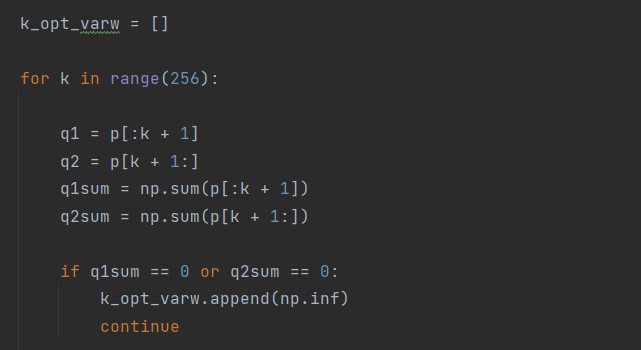 k_opt_varw = []
for k in range(256):
    q1 = p[:k + 1]
    q2 = p[k + 1:]
    q1sum = np.sum(p[:k + 1])
    q2sum = np.sum(p[k + 1:])
    if q1sum == 0 or q2sum == 0:
        k_opt_varw.append(np.inf)
        continue